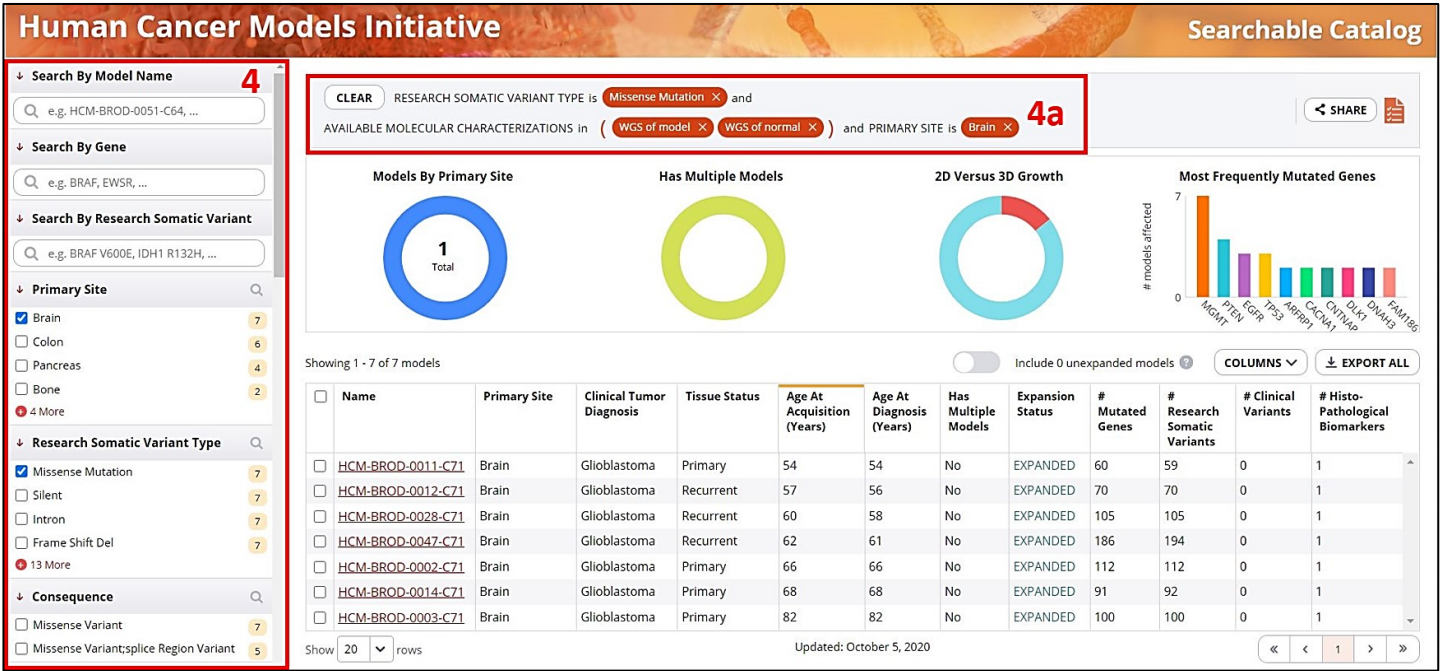 Human Cancer Models Initiative
Searchable Catalog
4
Search By Model Name
e.g. HCM-BROD-0051-C64, ...
Search By Gene
e.g. BRAF, EWSR, ...
Search By Research Somatic Variant
e.g. BRAF V600E, IDH1 R132H, ...
Primary Site
Brain 7
Colon 6
Pancreas 4
Bone 2
4 More
Research Somatic Variant Type
Missense Mutation 7
Silent 7
Intron 7
Frame Shift Del 7
13 More
Consequence
Missense Variant 7
Missense Variant;splice Region Variant 5
CLEAR RESEARCH SOMATIC VARIANT TYPE is Missense Mutation × and
AVAILABLE MOLECULAR CHARACTERIZATIONS in ( WGS of model × WGS of normal × ) and PRIMARY SITE is Brain ×
4a
SHARE
Models By Primary Site
1
Total
Has Multiple Models
2D Versus 3D Growth
Most Frequently Mutated Genes
# models affected
7
0
MGMT PTEN EGFR TP53 ARFRP1 CACNA1 CNTNAP DLK1 DNAH3 FAM186
Showing 1 - 7 of 7 models
Include 0 unexpanded models ?
COLUMNS
EXPORT ALL
Name Primary Site Clinical Tumor Diagnosis Tissue Status Age At Acquisition (Years) Age At Diagnosis (Years) Has Multiple Models Expansion Status # Mutated Genes # Research Somatic Variants # Clinical Variants # Histo-Pathological Biomarkers
HCM-BROD-0011-C71 Brain Glioblastoma Primary 54 54 No EXPANDED 60 59 0 1
HCM-BROD-0012-C71 Brain Glioblastoma Recurrent 57 56 No EXPANDED 70 70 0 1
HCM-BROD-0028-C71 Brain Glioblastoma Recurrent 60 58 No EXPANDED 105 105 0 1
HCM-BROD-0047-C71 Brain Glioblastoma Recurrent 62 61 No EXPANDED 186 194 0 1
HCM-BROD-0002-C71 Brain Glioblastoma Primary 66 66 No EXPANDED 112 112 0 1
HCM-BROD-0014-C71 Brain Glioblastoma Primary 68 68 No EXPANDED 91 92 0 1
HCM-BROD-0003-C71 Brain Glioblastoma Primary 82 82 No EXPANDED 100 100 0 1
Show 20 rows
Updated: October 5, 2020
« ‹ 1 › »